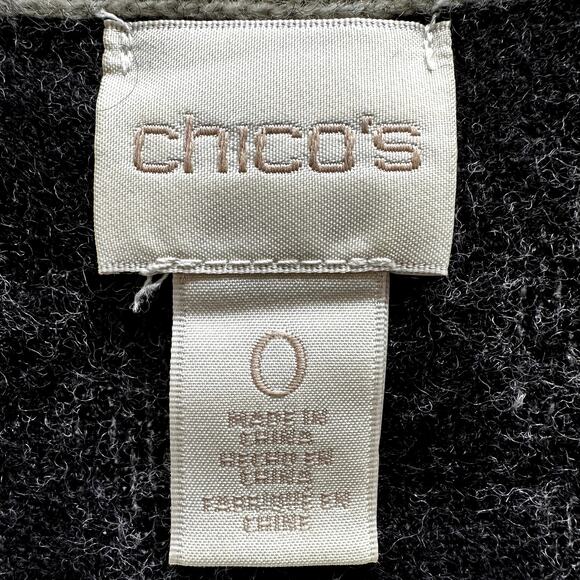 chico's
0
MADE IN
CHINA
HECHO EN
CHINA
FABRIQUE EN
CHINE